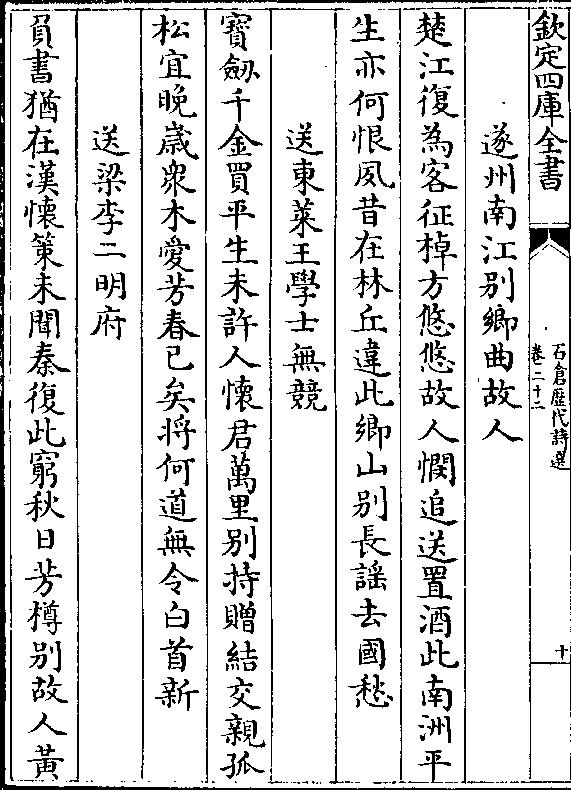 欽定四庫全書
石倉歴代詩選
卷二十二
十
遂州南江别鄉曲故人
楚江復為客征棹方悠悠故人憫追送置酒此南洲平
生亦何恨夙昔在林丘違此鄉山别長謡去國愁
送東萊王學士無競
寶劒千金買平生未許人懷君萬里别持贈結交親孤
松宜晚歲衆木愛芳春已矣將何道無令白首新
送梁李二明府
負書猶在漢懷策未聞秦復此窮秋日芳樽别故人黄